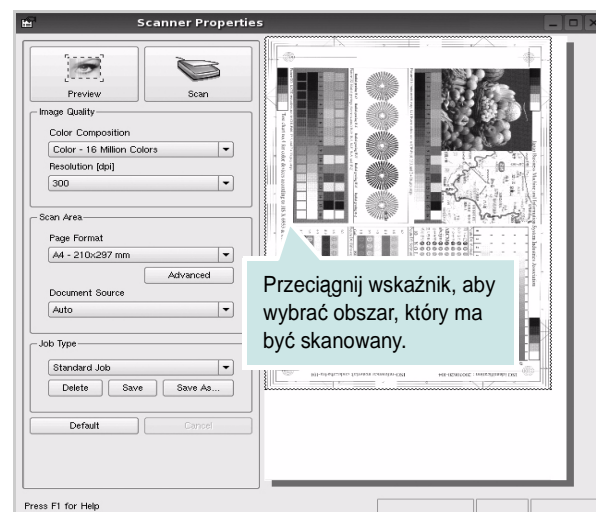 Scanner Properties
Preview
Scan
Image Quality
Color Composition
Color - 16 Million Colors
Resolution [dpi]
300
Scan Area
Page Format
A4 - 210x297 mm
Advanced
Document Source
Auto
Job Type
Standard Job
Delete
Save
Save As...
Default
Cancel
Press F1 for Help
Przeciągnij wskaźnik, aby
wybrać obszar, który ma
być skanowany.